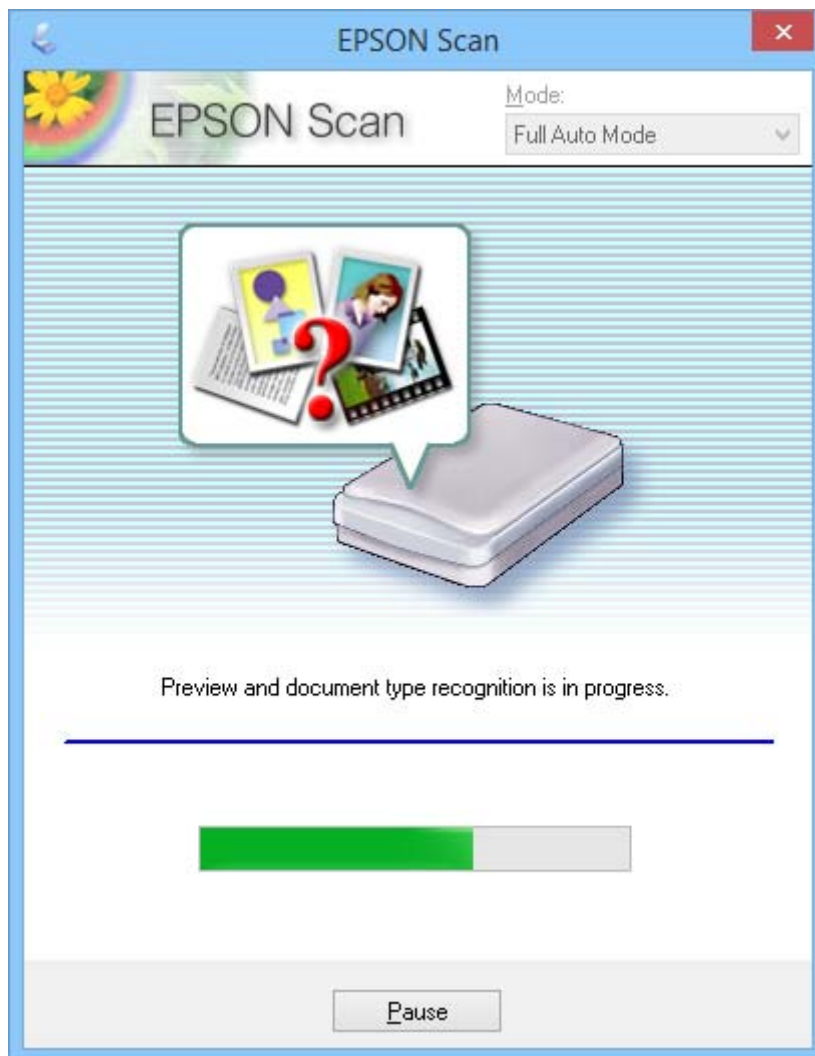 EPSON Scan
EPSON Scan
Mode:
Full Auto Mode
Preview and document type recognition is in progress.
Pause